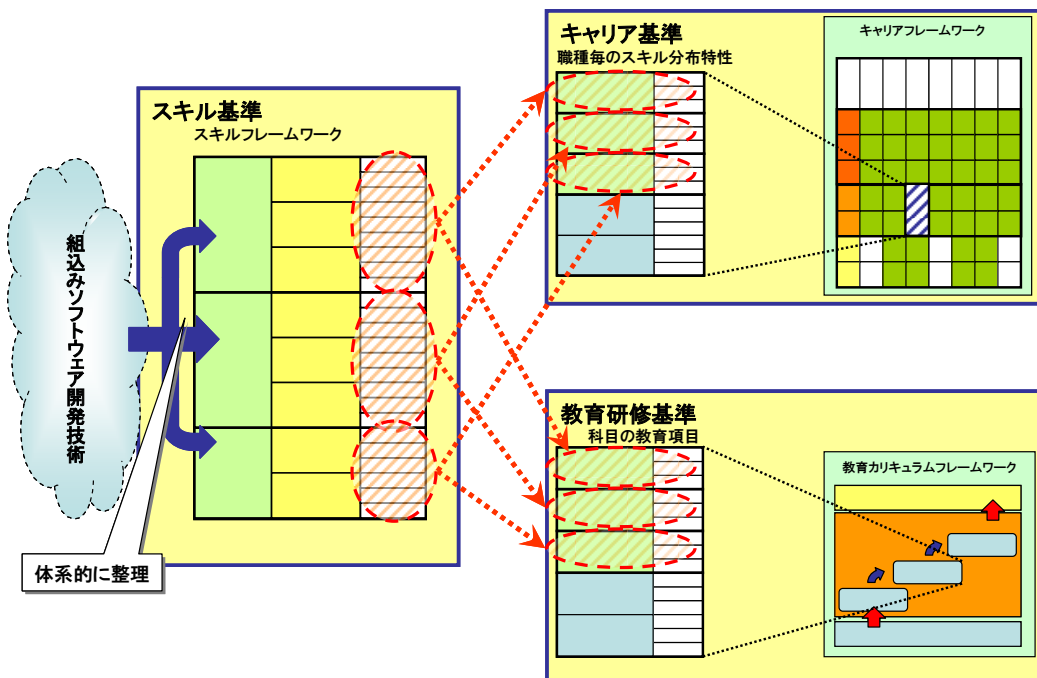 組込みソフトウェア開発技術
スキル基準
スキルフレームワーク
体系的に整理
キャリア基準
職種毎のスキル分布特性
キャリアフレームワーク
教育研修基準
科目の教育項目
教育カリキュラムフレームワーク